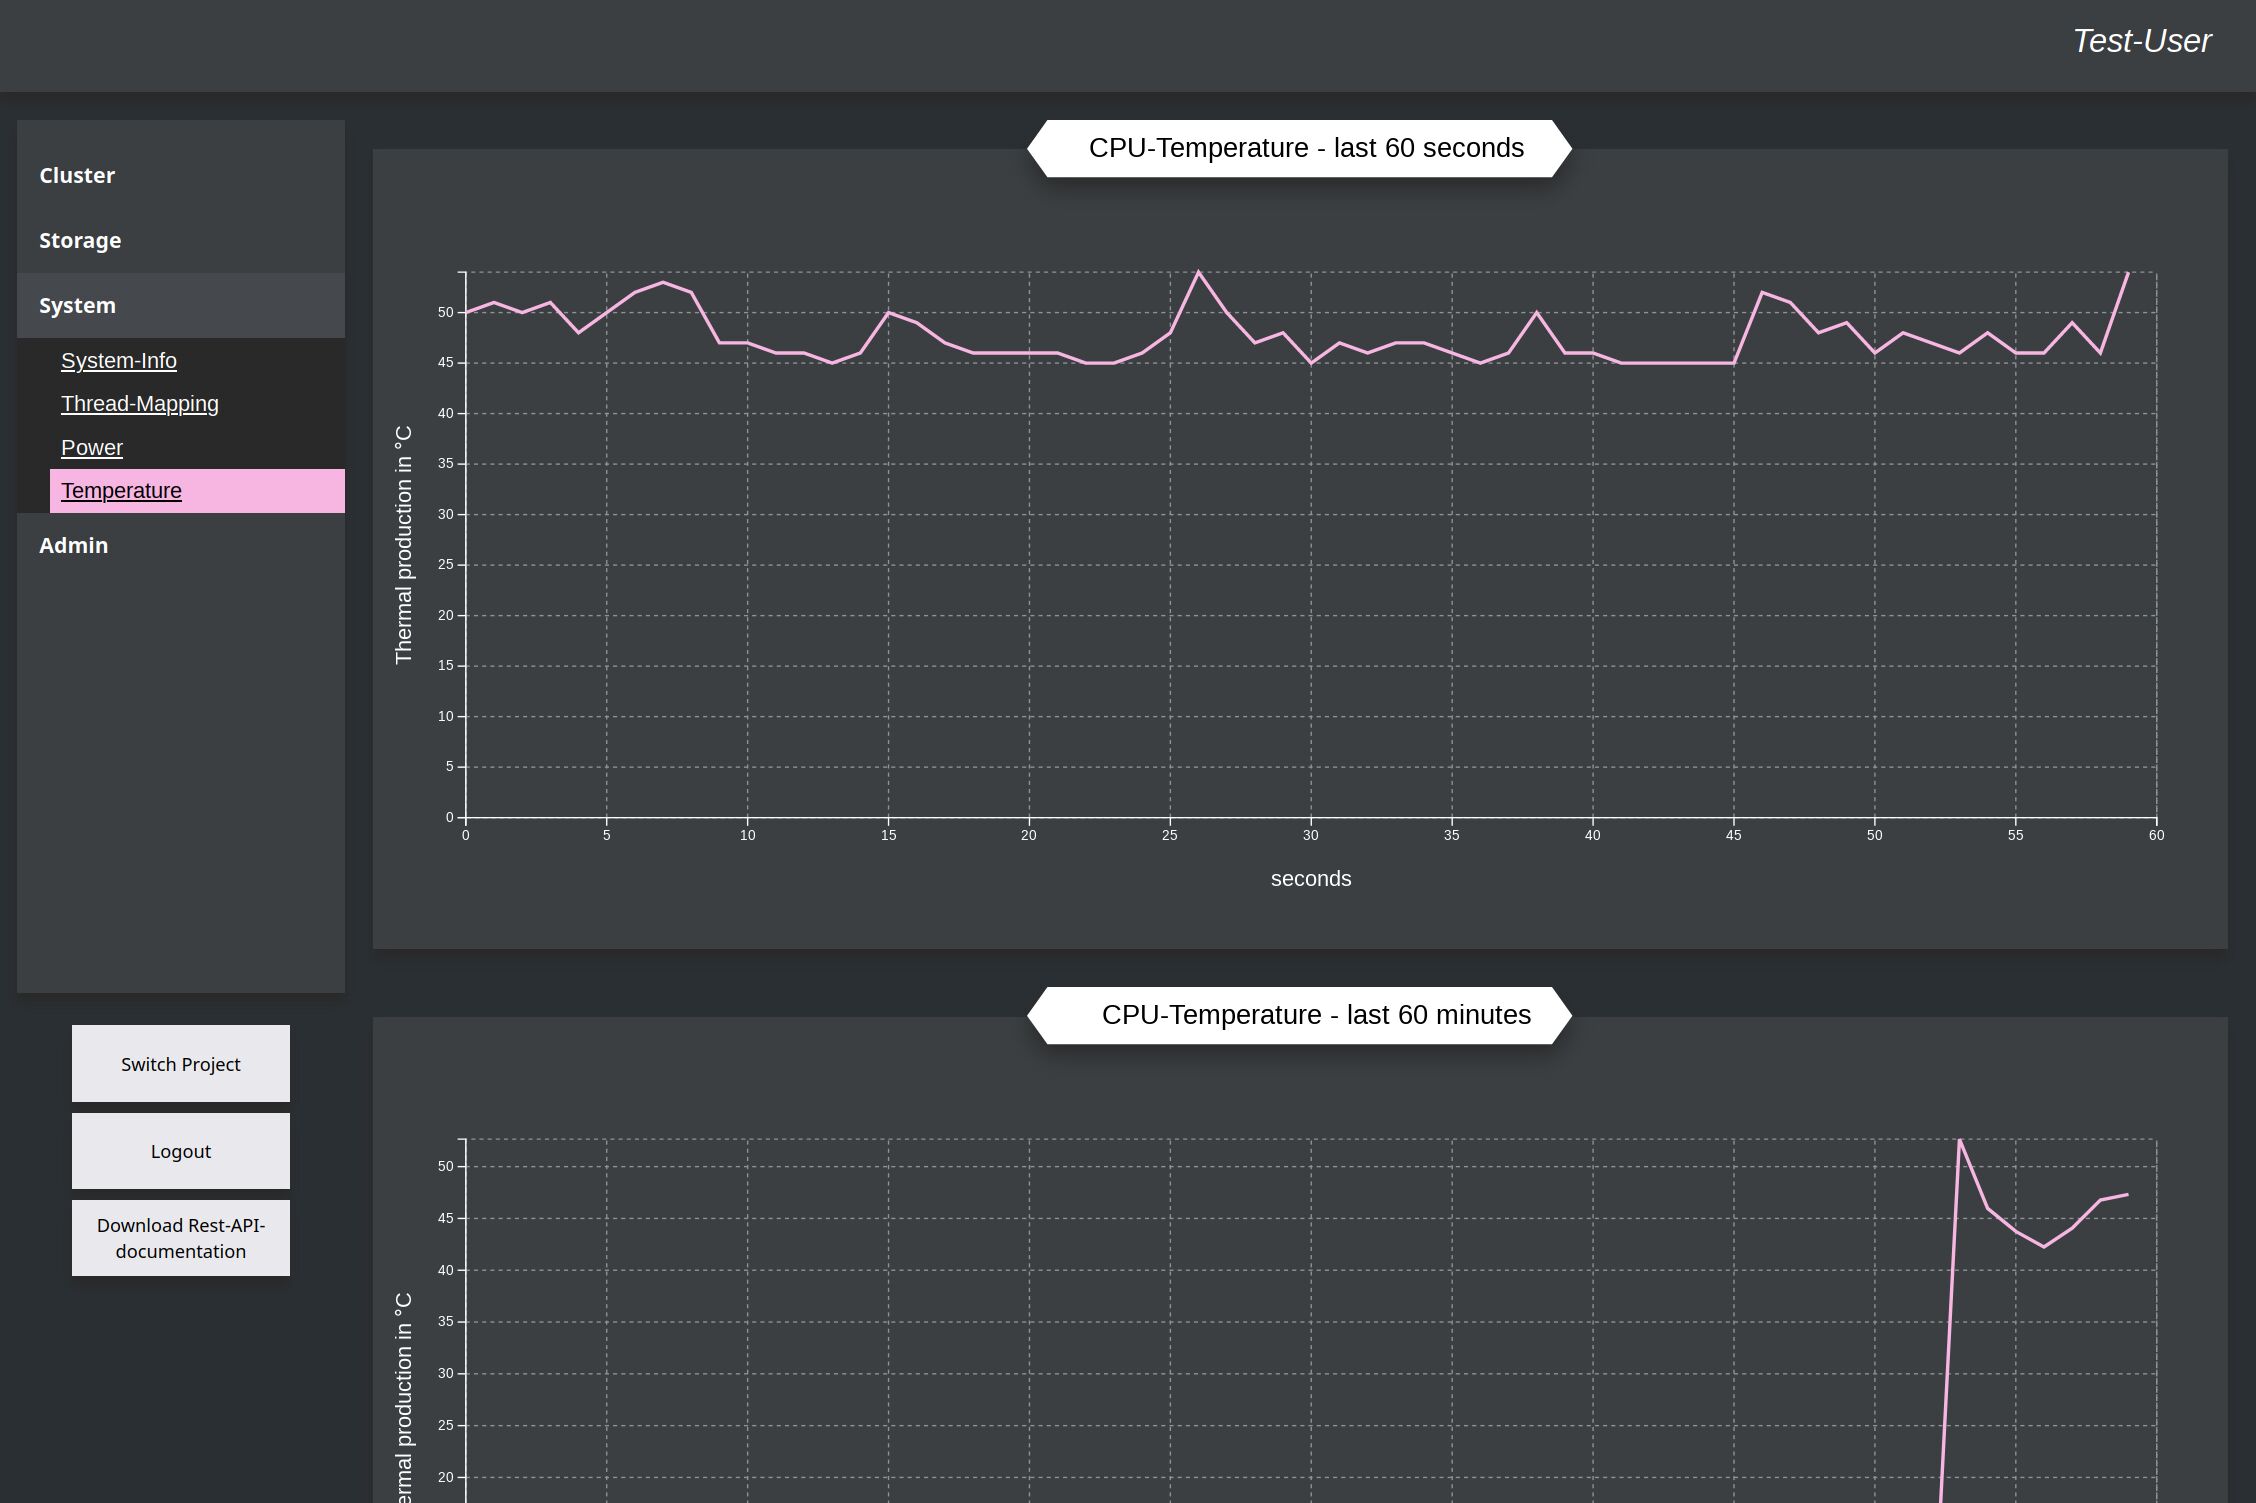 Test-User
Cluster
Storage
System
System-Info
Thread-Mapping
Power
Temperature
Admin
Switch Project
Logout
Download Rest-API-
documentation
CPU-Temperature - last 60 seconds
Thermal production in °C
50
45
40
35
30
25
20
15
10
5
0
0 5 10 15 20 25 30 35 40 45 50 55 60
seconds
CPU-Temperature - last 60 minutes
ermal production in °C
50
45
40
35
30
25
20